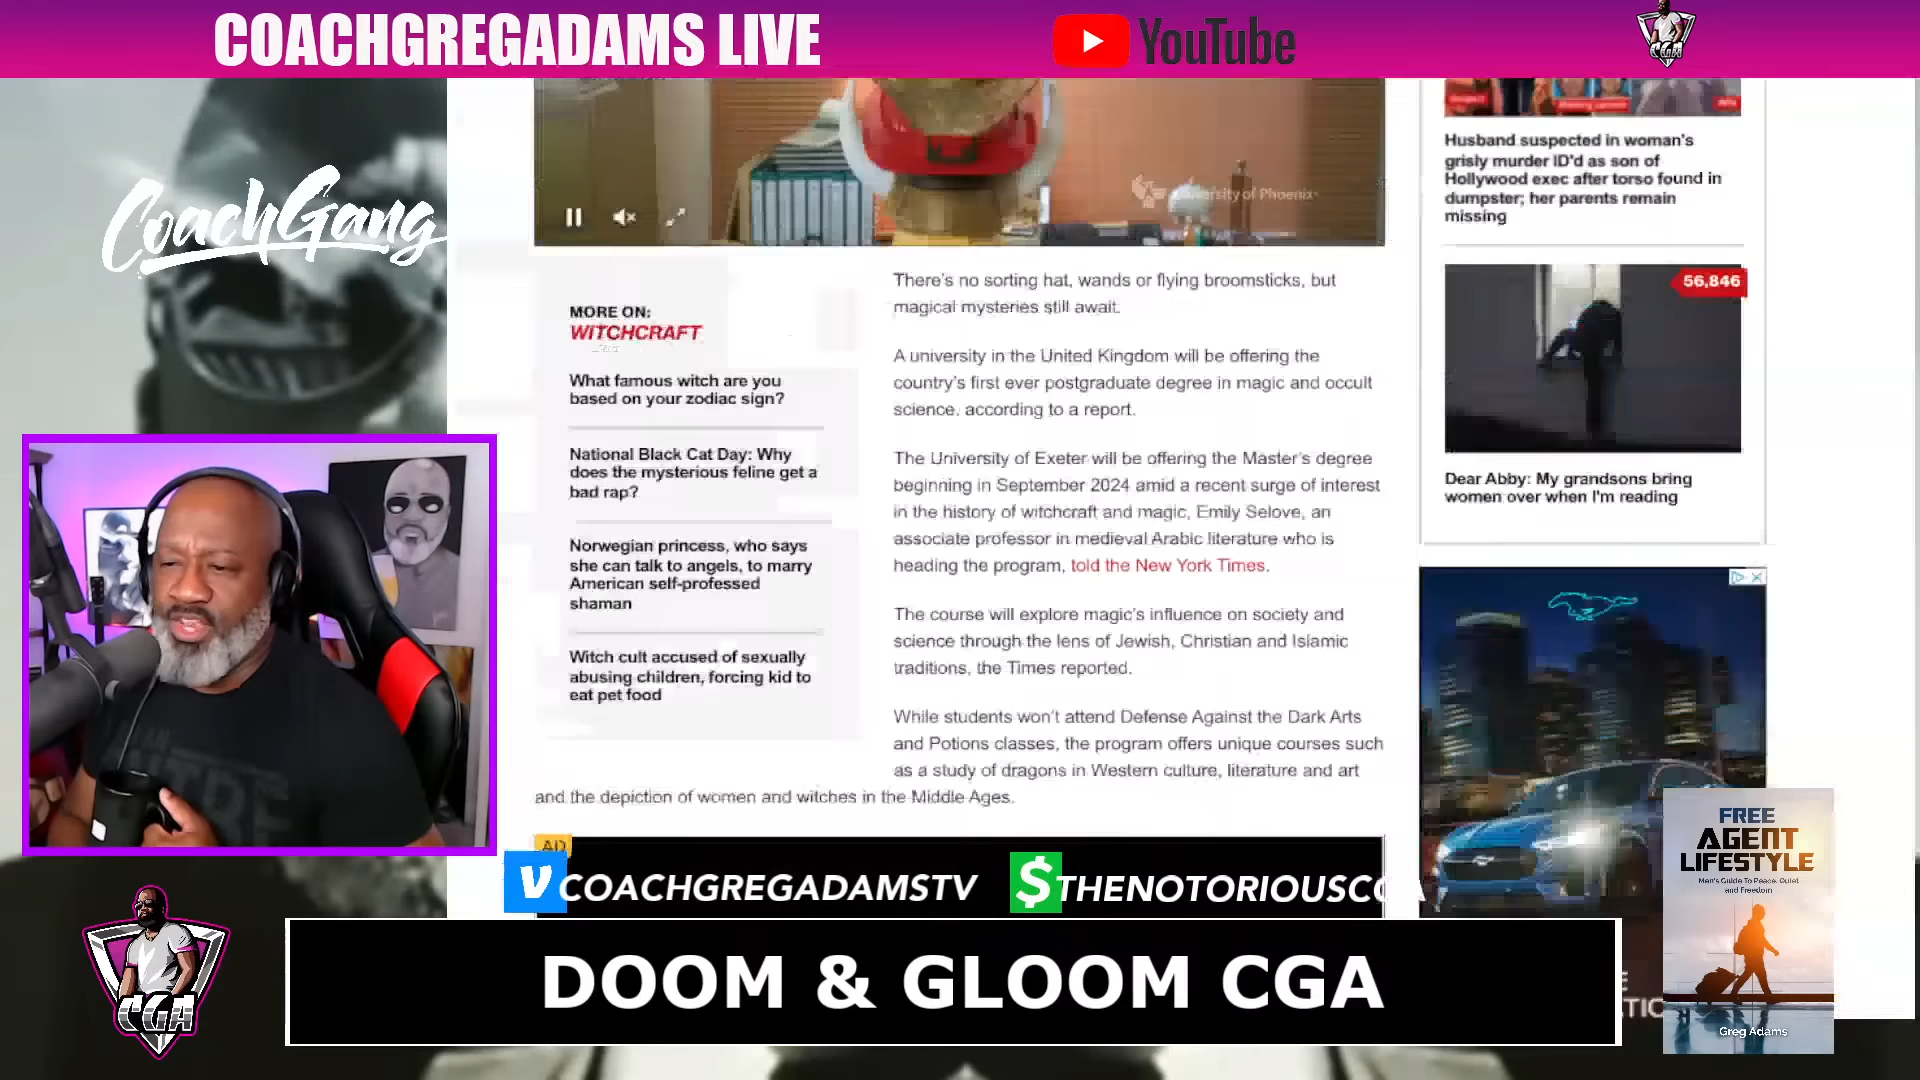 COACHGREGADAMS LIVE
YouTube
CGA
CoachGang
University of Phoenix
MORE ON:
WITCHCRAFT
What famous witch are you
based on your zodiac sign?
National Black Cat Day: Why
does the mysterious feline get a
bad rap?
Norwegian princess, who says
she can talk to angels, to marry
American self-professed
shaman
Witch cult accused of sexually
abusing children, forcing kid to
eat pet food
There's no sorting hat, wands or flying broomsticks, but
magical mysteries still await.
A university in the United Kingdom will be offering the
country's first ever postgraduate degree in magic and occult
science, according to a report.
The University of Exeter will be offering the Master's degree
beginning in September 2024 amid a recent surge of interest
in the history of witchcraft and magic, Emily Selove, an
associate professor in medieval Arabic literature who is
heading the program, told the New York Times.
The course will explore magic's influence on society and
science through the lens of Jewish, Christian and Islamic
traditions, the Times reported.
While students won't attend Defense Against the Dark Arts
and Potions classes, the program offers unique courses such
as a study of dragons in Western culture, literature and art
and the depiction of women and witches in the Middle Ages.
Husband suspected in woman's
grisly murder ID'd as son of
Hollywood exec after torso found in
dumpster; her parents remain
missing
56,846
Dear Abby: My grandsons bring
women over when I'm reading
AD
COACHGREGADAMSTV
$THENOTORIOUSCGA
DOOM & GLOOM CGA
CGA
FREE
AGENT
LIFESTYLE
Men's Guide To Peace, Quiet
and Freedom
Greg Adams